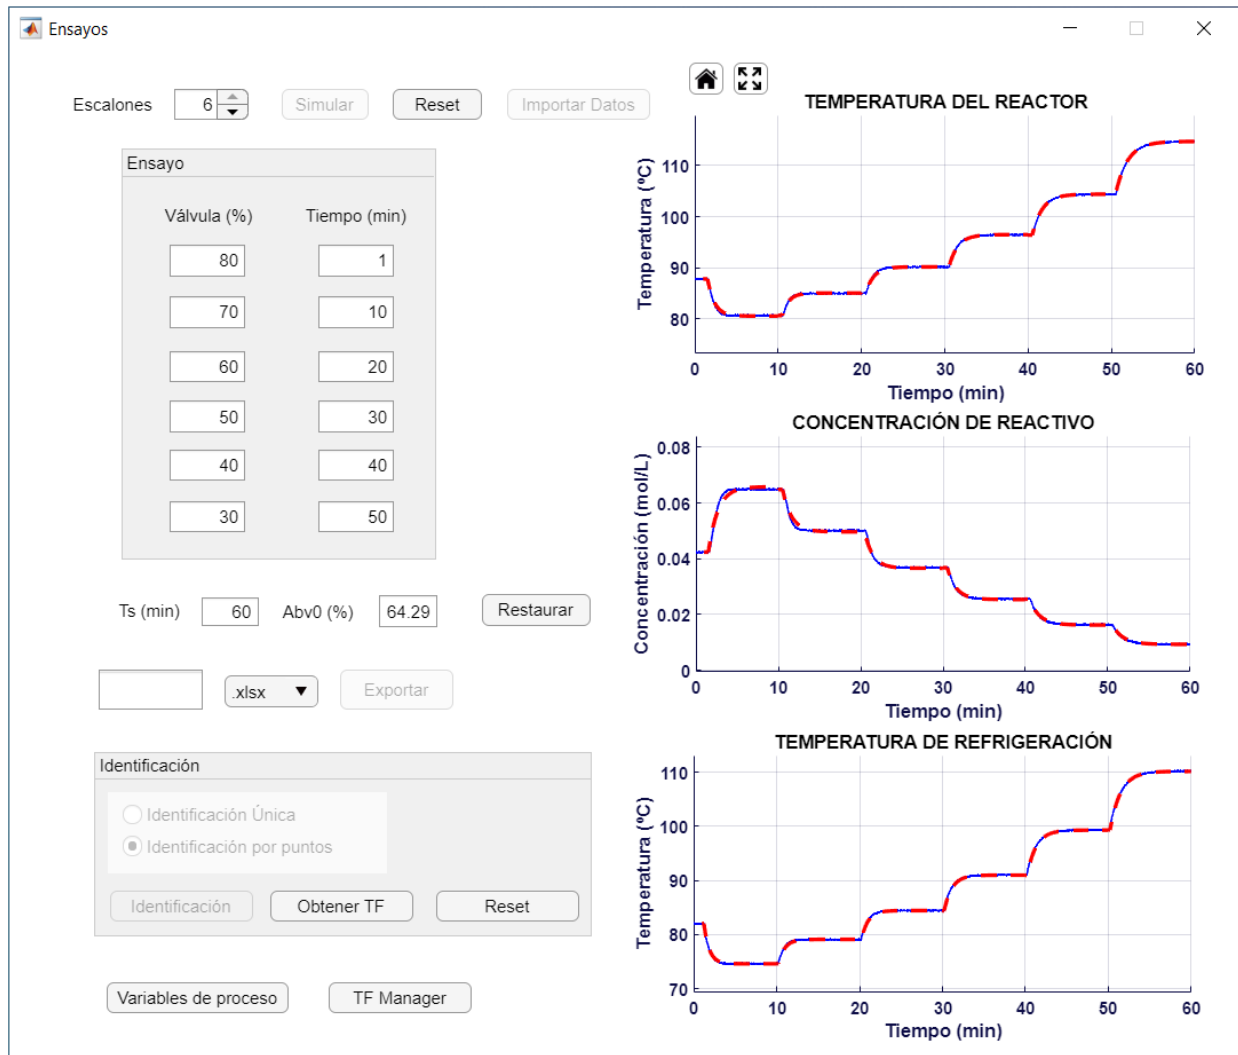 Ensayos
Escalones 6 Simular Reset Importar Datos
Ensayo
Válvula (%) Tiempo (min)
80 1
70 10
60 20
50 30
40 40
30 50
Ts (min) 60 Abv0 (%) 64.29 Restaurar
.xlsx Exportar
Identificación
Identificación Única
Identificación por puntos
Identificación Obtener TF Reset
Variables de proceso TF Manager
TEMPERATURA DEL REACTOR
Temperatura (ºC)
110
100
90
80
0 10 20 30 40 50 60
Tiempo (min)
CONCENTRACIÓN DE REACTIVO
Concentración (mol/L)
0.08
0.06
0.04
0.02
0
0 10 20 30 40 50 60
Tiempo (min)
TEMPERATURA DE REFRIGERACIÓN
Temperatura (ºC)
110
100
90
80
70
0 10 20 30 40 50 60
Tiempo (min)